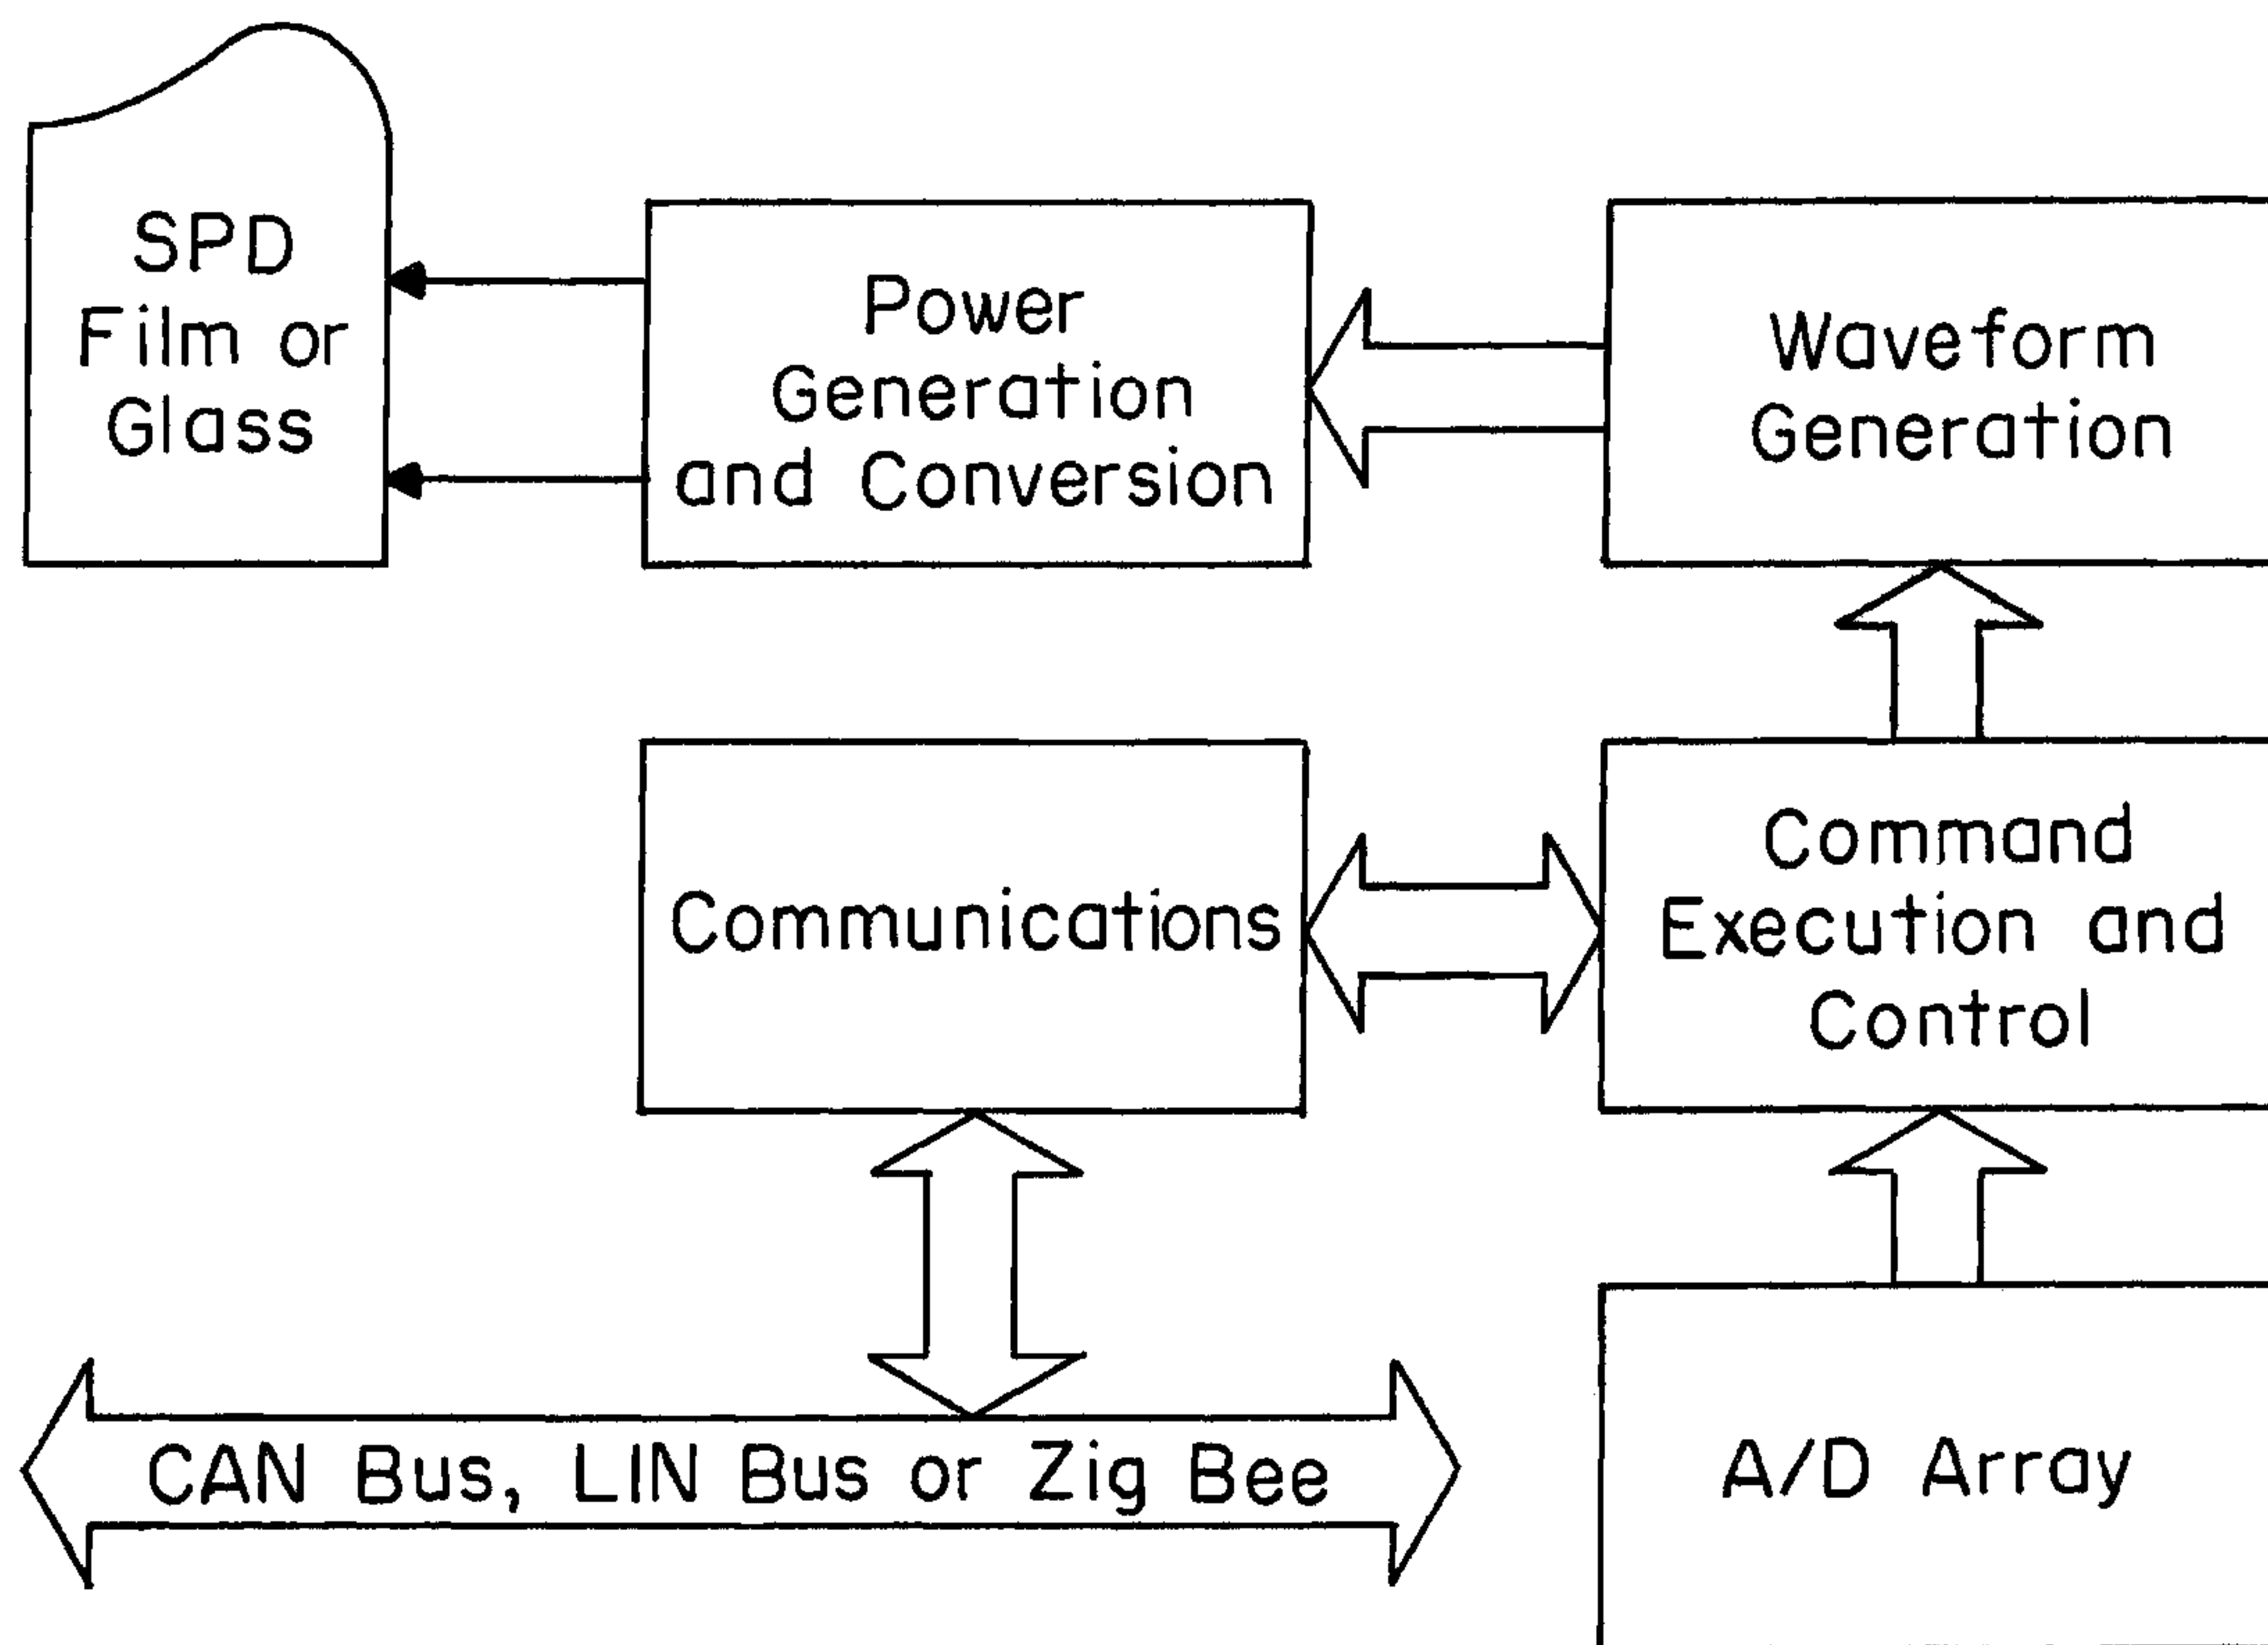 SPD
Film or
Glass
Power
Generation
and Conversion
Waveform
Generation
Communications
Command
Execution and
Control
CAN Bus, LIN Bus or Zig Bee
A/D Array